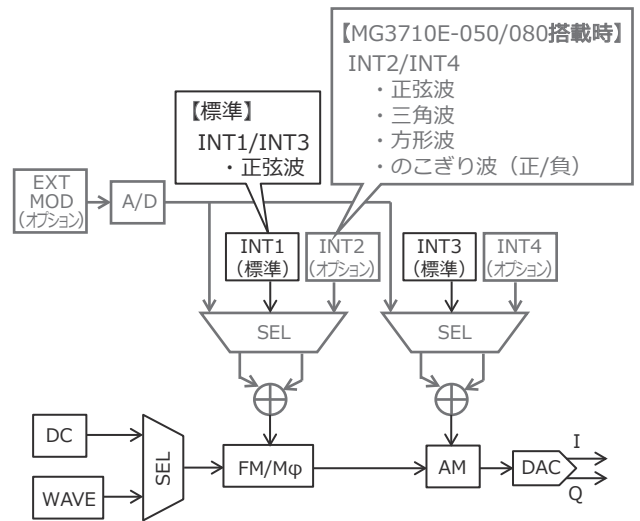 【MG3710E-050/080搭載時】
INT2/INT4
・正弦波
・三角波
・方形波
・のこぎり波（正/負）
【標準】
INT1/INT3
・正弦波
EXT
MOD
(オプション)
A/D
INT1
(標準)
INT2
(オプション)
INT3
(標準)
INT4
(オプション)
SEL
SEL
DC
WAVE
SEL
FM/Mφ
AM
DAC
I
Q